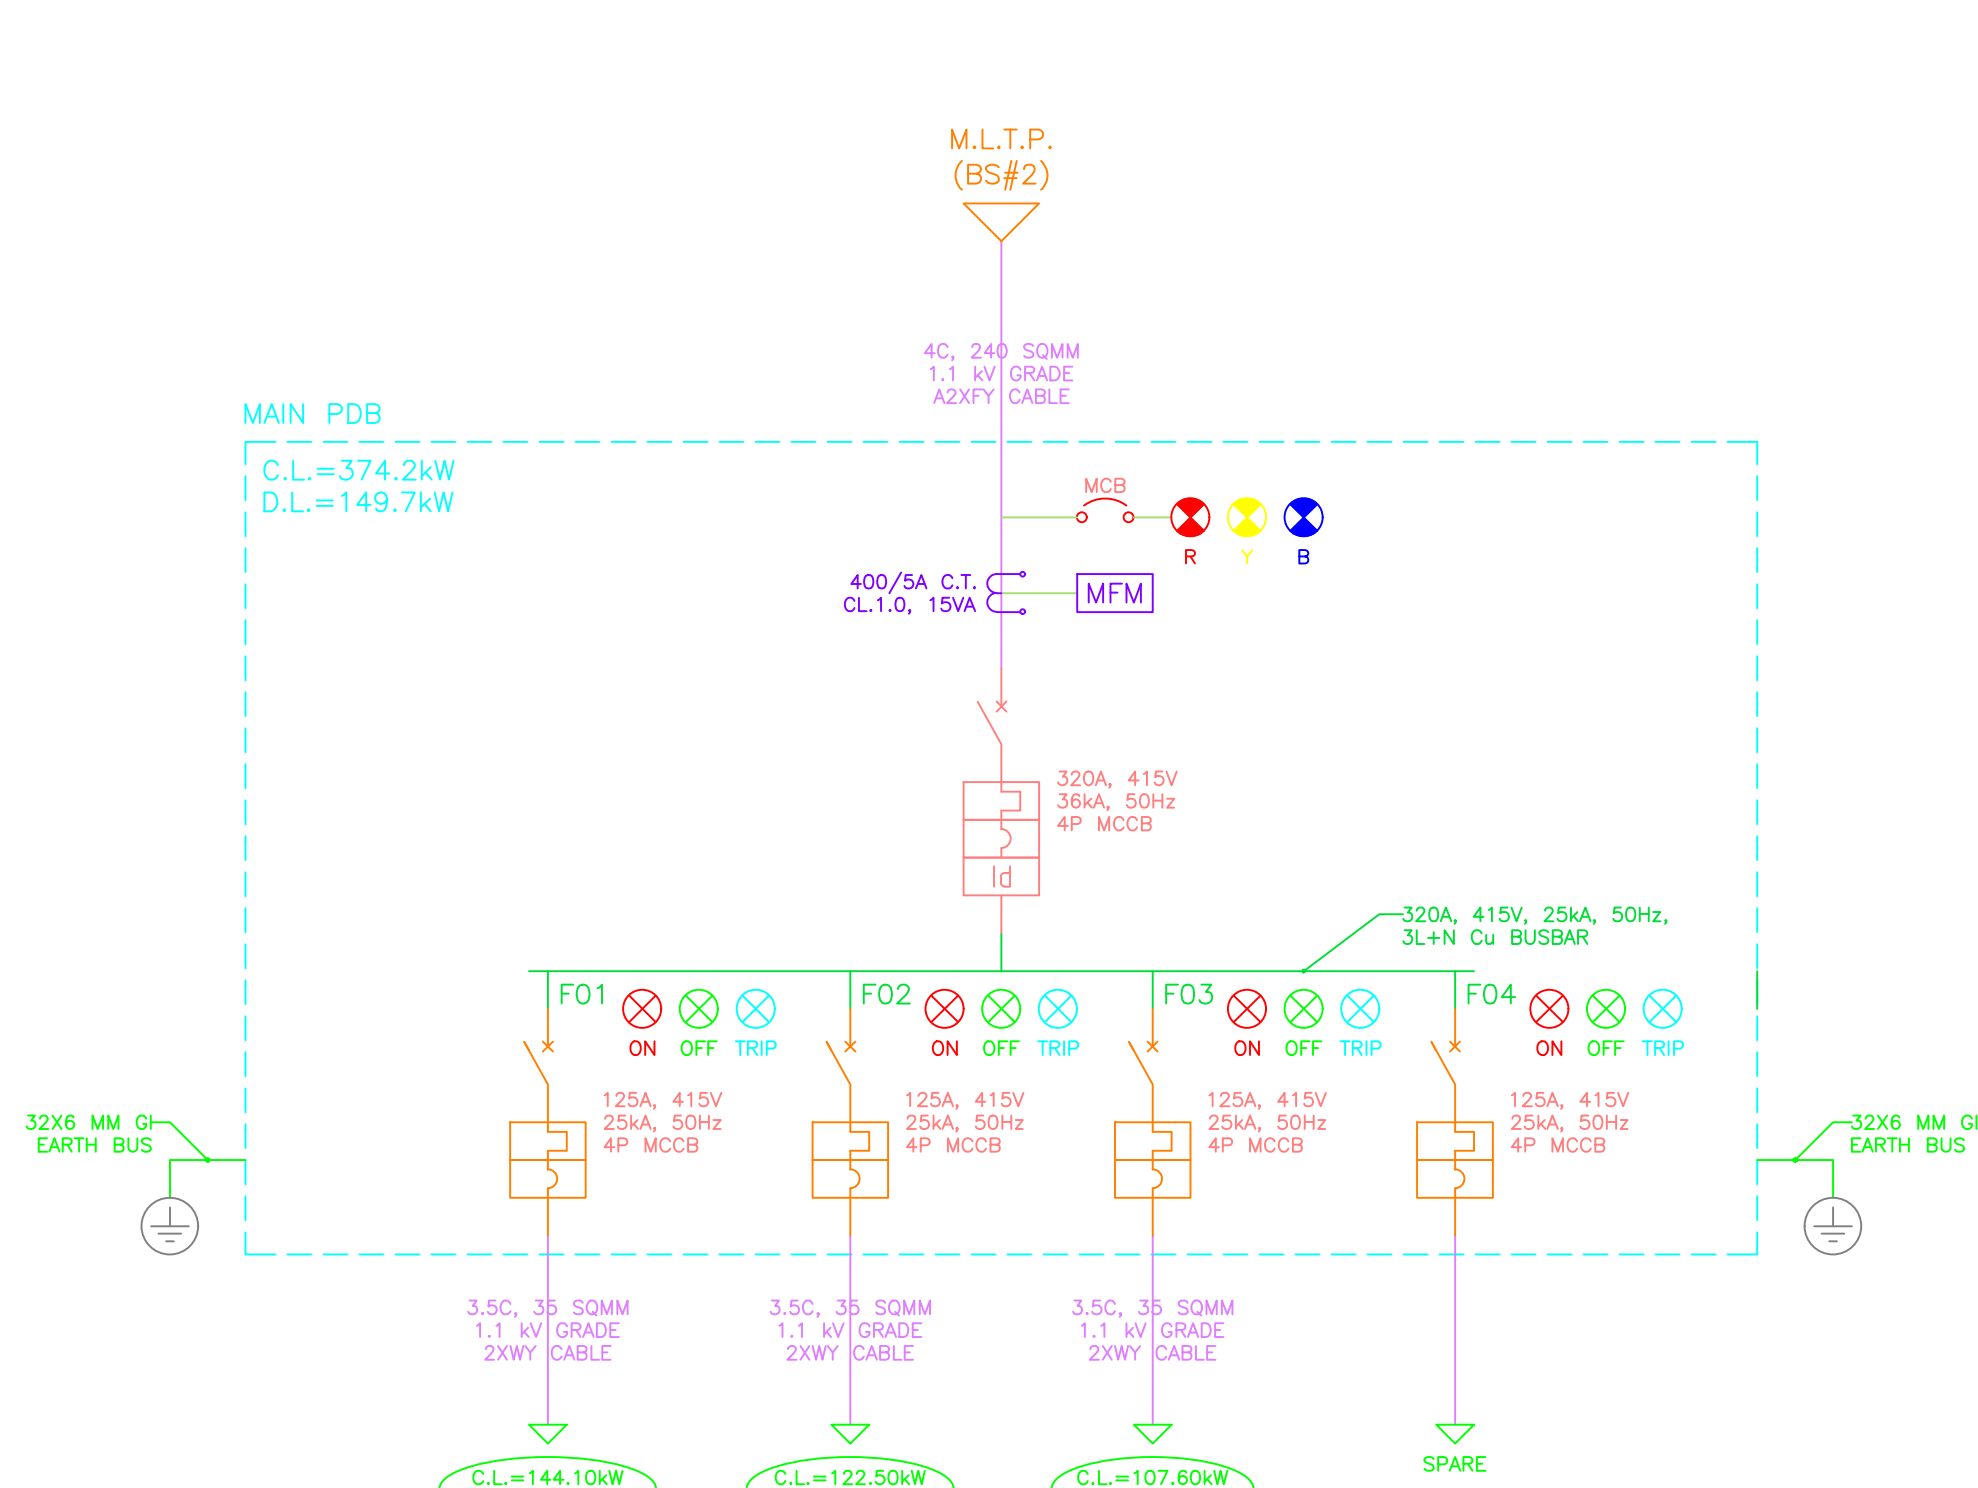 M.L.T.P.
(BS#2)
4C, 240 SQMM
1.1 kV GRADE
A2XFY CABLE
MAIN PDB
C.L.=374.2kW
D.L.=149.7kW
MCB
R Y B
400/5A C.T.
CL.1.0, 15VA
MFM
320A, 415V
36kA, 50Hz
4P MCCB
Id
320A, 415V, 25kA, 50Hz,
3L+N Cu BUSBAR
FO1 FO2 FO3 FO4
ON OFF TRIP ON OFF TRIP ON OFF TRIP ON OFF TRIP
125A, 415V 125A, 415V 125A, 415V 125A, 415V
25kA, 50Hz 25kA, 50Hz 25kA, 50Hz 25kA, 50Hz
4P MCCB 4P MCCB 4P MCCB 4P MCCB
32X6 MM GI
EARTH BUS
32X6 MM GI
EARTH BUS
3.5C, 35 SQMM 3.5C, 35 SQMM 3.5C, 35 SQMM
1.1 kV GRADE 1.1 kV GRADE 1.1 kV GRADE
2XWY CABLE 2XWY CABLE 2XWY CABLE
SPARE
C.L.=144.10kW C.L.=122.50kW C.L.=107.60kW